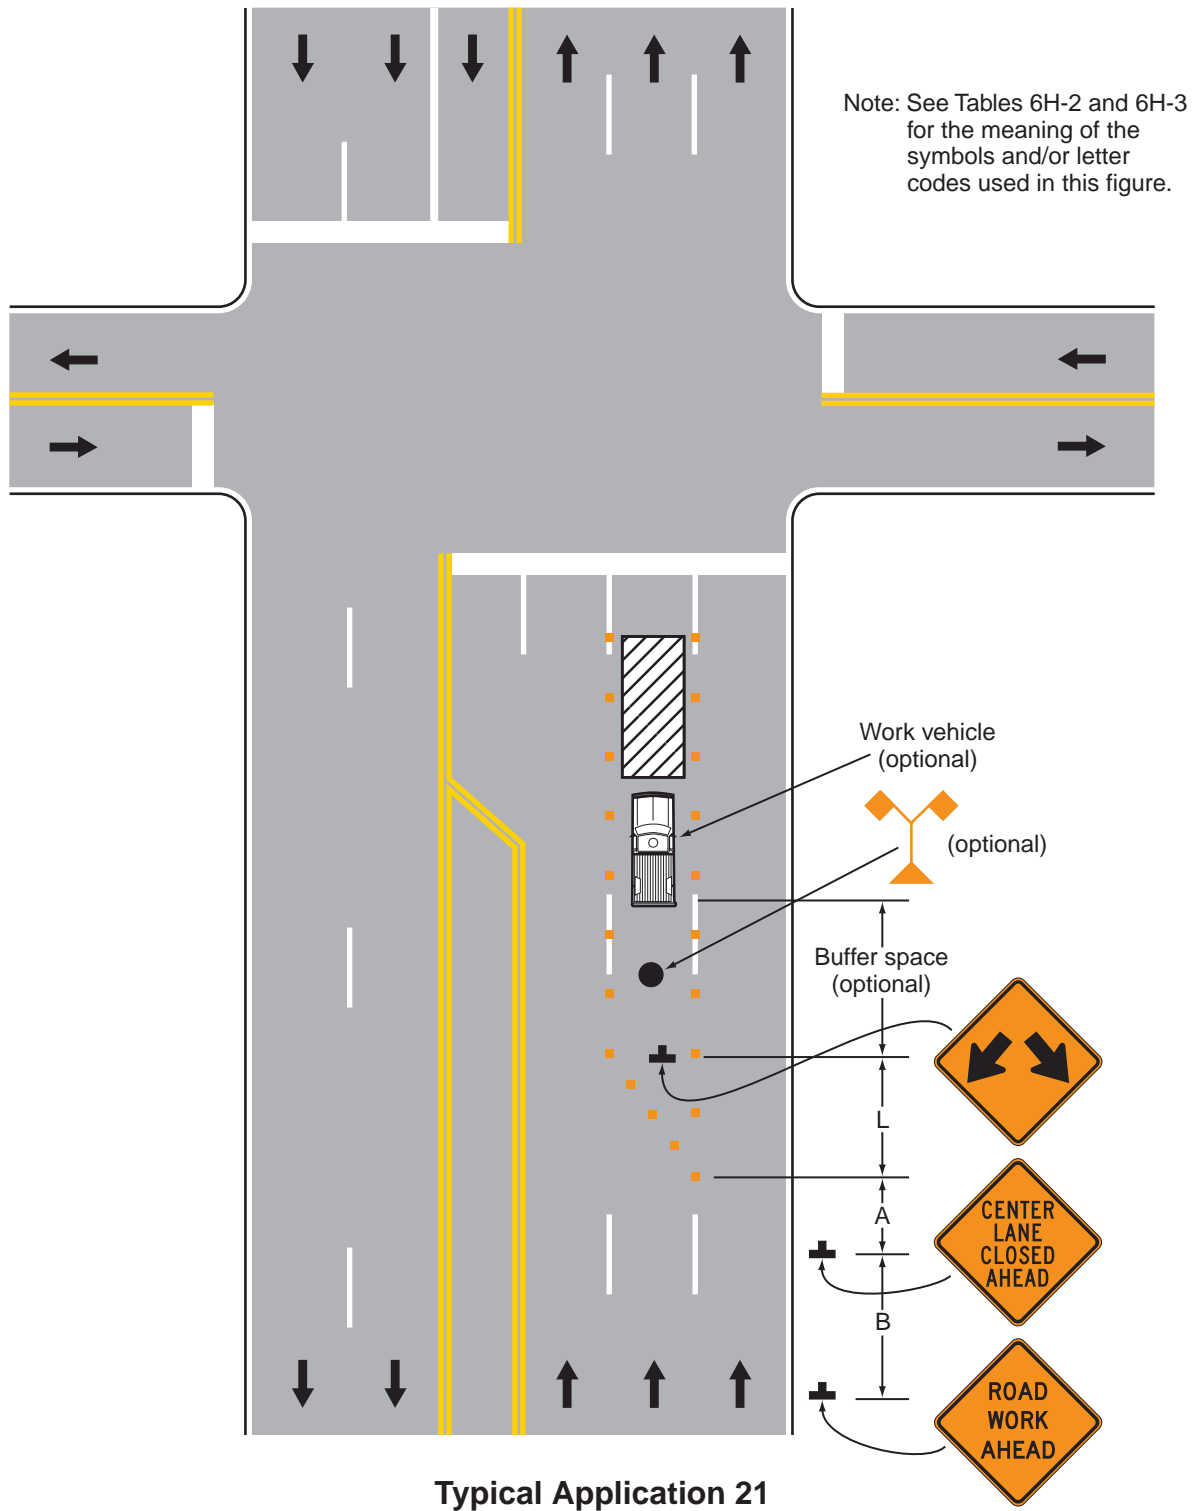 Note: See Tables 6H-2 and 6H-3
for the meaning of the
symbols and/or letter
codes used in this figure.
Work vehicle
(optional)
(optional)
Buffer space
(optional)
L
A
CENTER
LANE
CLOSED
AHEAD
B
ROAD
WORK
AHEAD
Typical Application 21